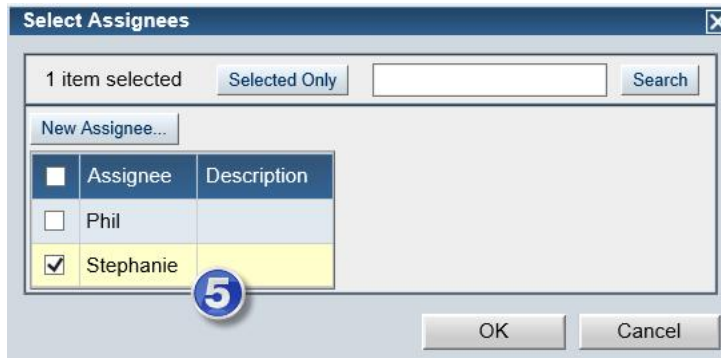 Select Assignees
1 item selected Selected Only Search
New Assignee...
Assignee Description
Phil
Stephanie
5
OK Cancel